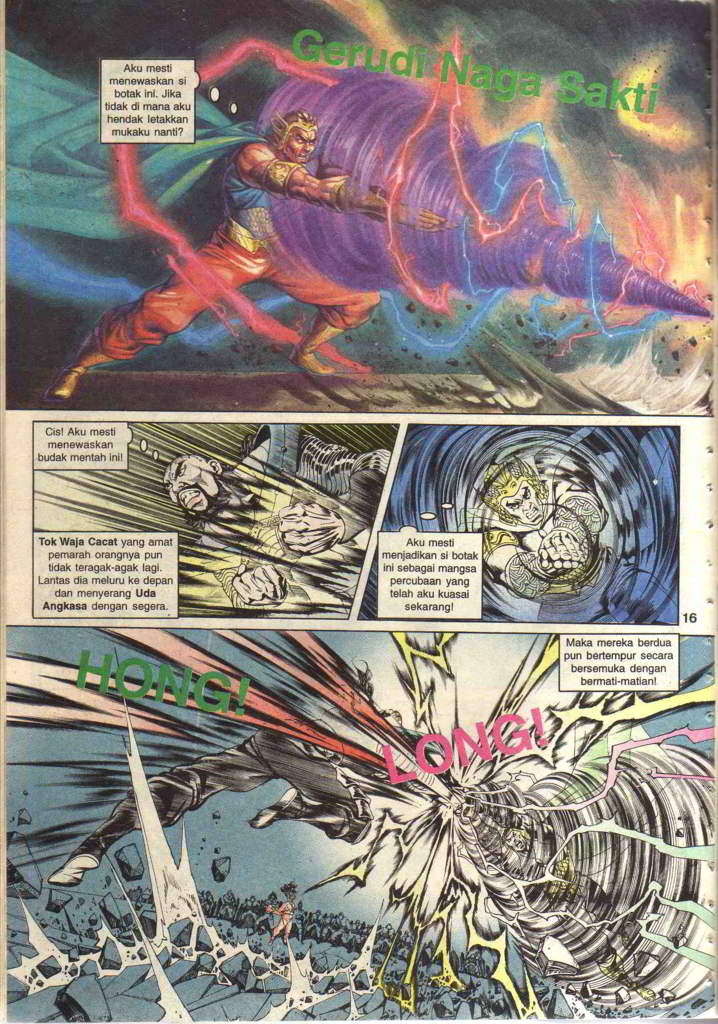 Gerudi Naga Sakti
Aku mesti
menewaskan si
botak ini. Jika
tidak di mana aku
hendak letakkan
mukaku nanti?
Cis! Aku mesti
menewaskan
budak mentah ini!
Tok Waja Cacat yang amat
pemarah orangnya pun
tidak teragak-agak lagi.
Lantas dia meluru ke depan
dan menyerang Uda
Angkasa dengan segera.
Aku mesti
menjadikan si botak
ini sebagai mangsa
percubaan yang
telah aku kuasai
sekarang!
16
Maka mereka berdua
pun bertempur secara
bersemuka dengan
bermati-matian!
HONG!
LONG!